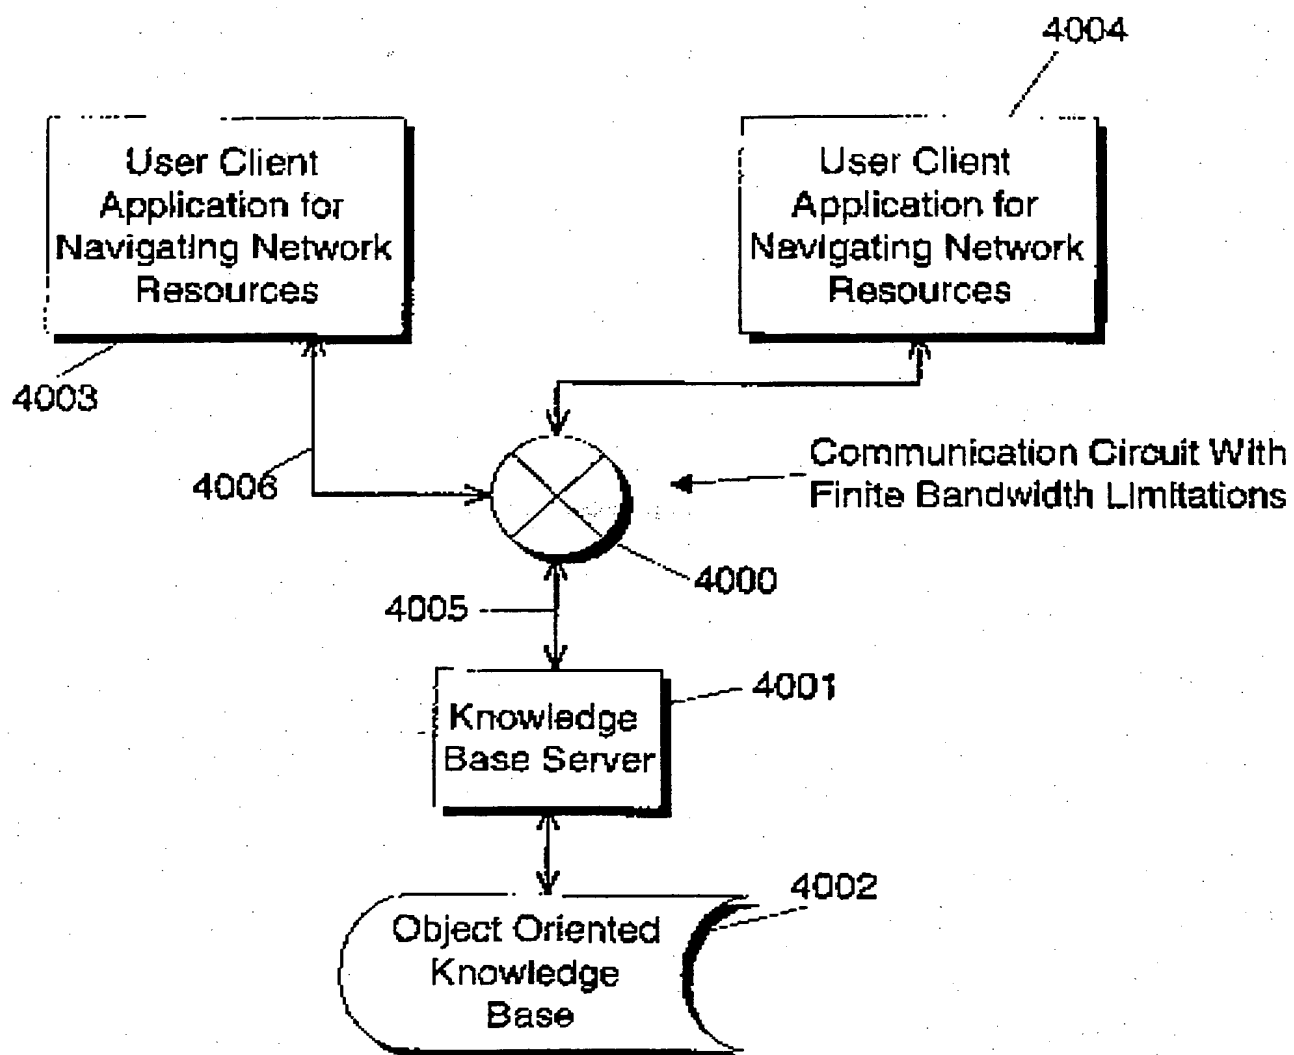 4004
User Client
Application for
Navigating Network
Resources
User Client
Application for
Navigating Network
Resources
4003
4006
Communication Circuit With
Finite Bandwidth Limitations
4000
4005
4001
Knowledge
Base Server
4002
Object Oriented
Knowledge
Base